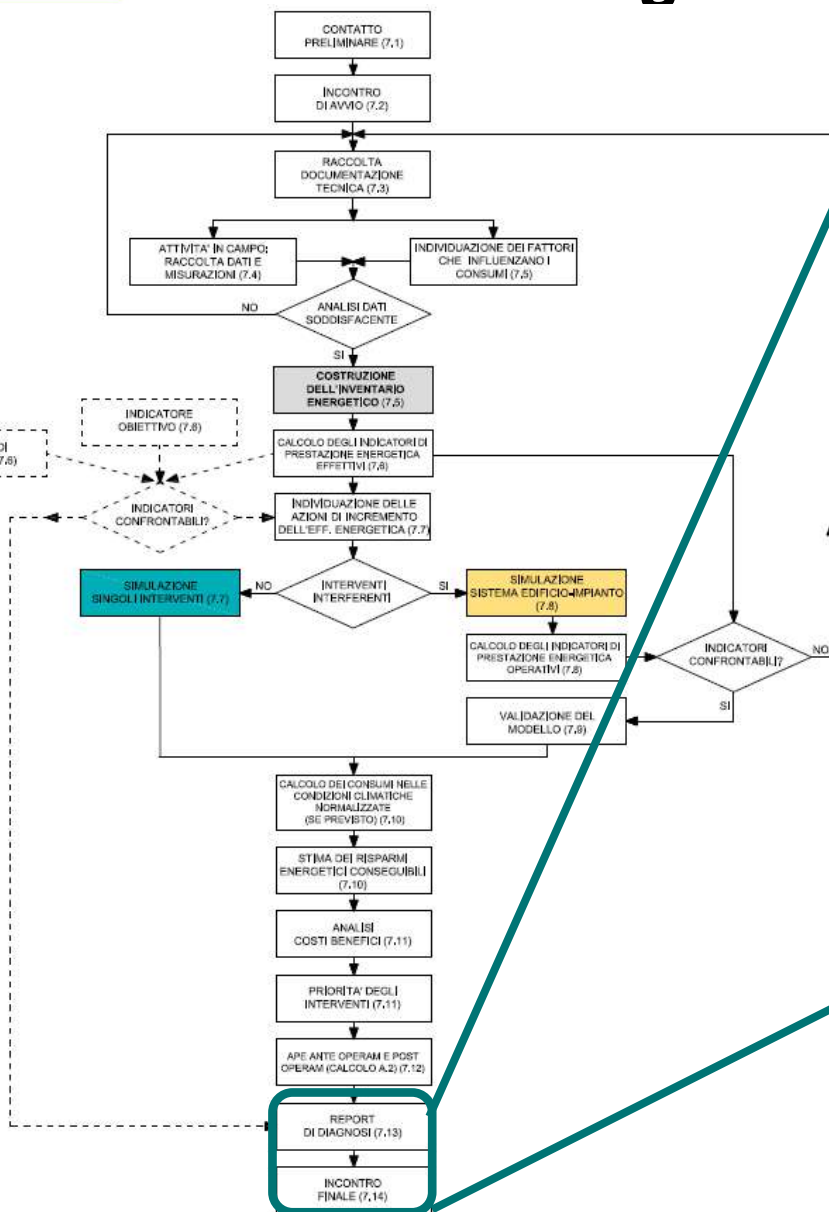 CONTATTO
PRELIMINARE (7.1)
INCONTRO
DI AVVIO (7.2)
RACCOLTA
DOCUMENTAZIONE
TECNICA (7.3)
ATTIVITA' IN CAMPO:
RACCOLTA DATI E
MISURAZIONI (7.4)
INDIVIDUAZIONE DEI FATTORI
CHE INFLUENZANO I
CONSUMI (7.5)
NO
ANALISI DATI
SODDISFACENTE
SI
COSTRUZIONE
DELL'INVENTARIO
ENERGETICO (7.5)
INDICATORE
OBIETTIVO (7.6)
DI
7.6)
CALCOLO DEGLI INDICATORI DI
PRESTAZIONE ENERGETICA
EFFETTIVI (7.6)
INDICATORI
CONFRONTABILI?
INDIVIDUAZIONE DELLE
AZIONI DI INCREMENTO
DELL'EFF. ENERGETICA (7.7)
SIMULAZIONE
SINGOLI INTERVENTI (7.7)
NO
INTERVENTI
INTERFERENTI
SI
SIMULAZIONE
SISTEMA EDIFICIO-IMPIANTO
(7.8)
CALCOLO DEGLI INDICATORI DI
PRESTAZIONE ENERGETICA
OPERATIVI (7.8)
INDICATORI
CONFRONTABILI?
NO
SI
VALIDAZIONE DEL
MODELLO (7.9)
CALCOLO DEI CONSUMI NELLE
CONDIZIONI CLIMATICHE
NORMALIZZATE
(SE PREVISTO) (7.10)
STIMA DEI RISPARMI
ENERGETICI CONSEGUIBILI
(7.10)
ANALISI
COSTI BENEFICI (7.11)
PRIORITA' DEGLI
INTERVENTI (7.11)
APE ANTE OPERAM E POST
OPERAM (CALCOLO A.2) (7.12)
REPORT
DI DIAGNOSI (7.13)
INCONTRO
FINALE (7.14)